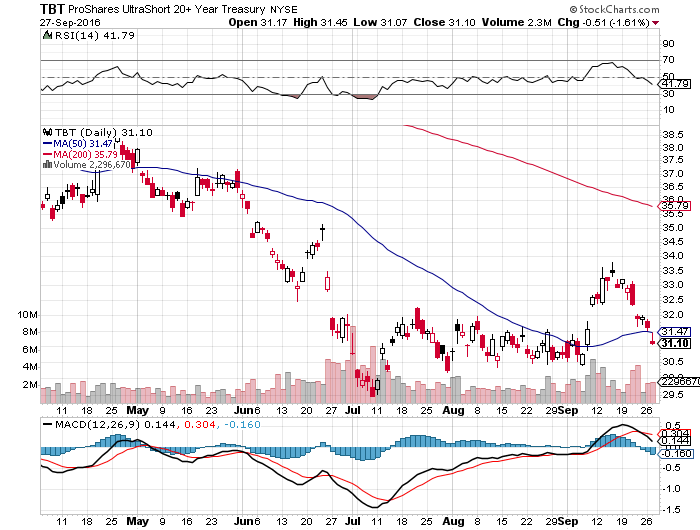 TBT ProShares UltraShort 20+ Year Treasury NYSE
© StockCharts.com
27-Sep-2016
Open 31.17 High 31.45 Low 31.07 Close 31.10 Volume 2.3M Chg -0.51 (-1.61%)
RSI(14) 41.79
90
70
50
41.79
30
10
TBT (Daily) 31.10
MA(50) 31.47
MA(200) 35.79
Volume 2,296,670
38.5
38.0
37.5
37.0
36.5
36.0
35.79
35.5
35.0
34.5
34.0
33.5
33.0
32.5
32.0
31.47
31.10
30.5
30.0
2296670
29.5
10M
8M
6M
4M
2M
11 18 25 May 9 16 23 Jun 6 13 20 27 Jul 11 18 25 Aug 8 15 22 29 Sep 12 19 26
MACD(12,26,9) 0.144, 0.304, -0.160
0.5
0.304
0.144
-0.160
-0.5
-1.0
-1.5
11 18 25 May 9 16 23 Jun 6 13 20 27 Jul 11 18 25 Aug 8 15 22 29 Sep 12 19 26